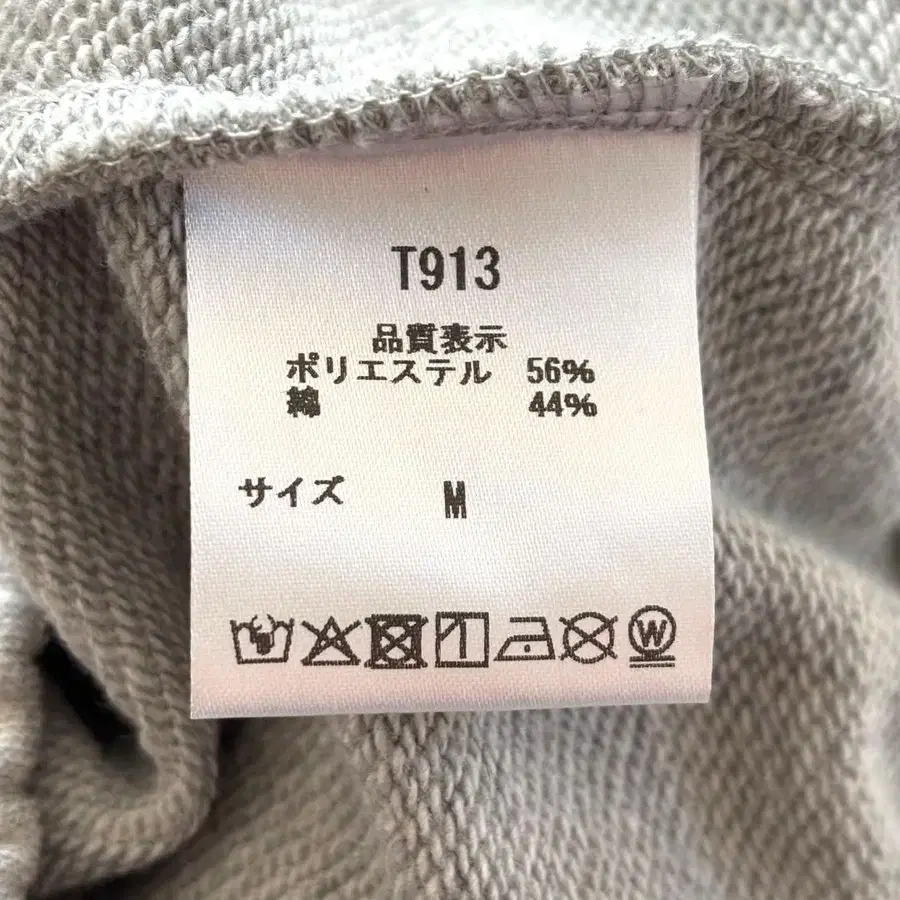 T913
品質表示
ポリエステル 56%
綿 44%
サイズ M
W